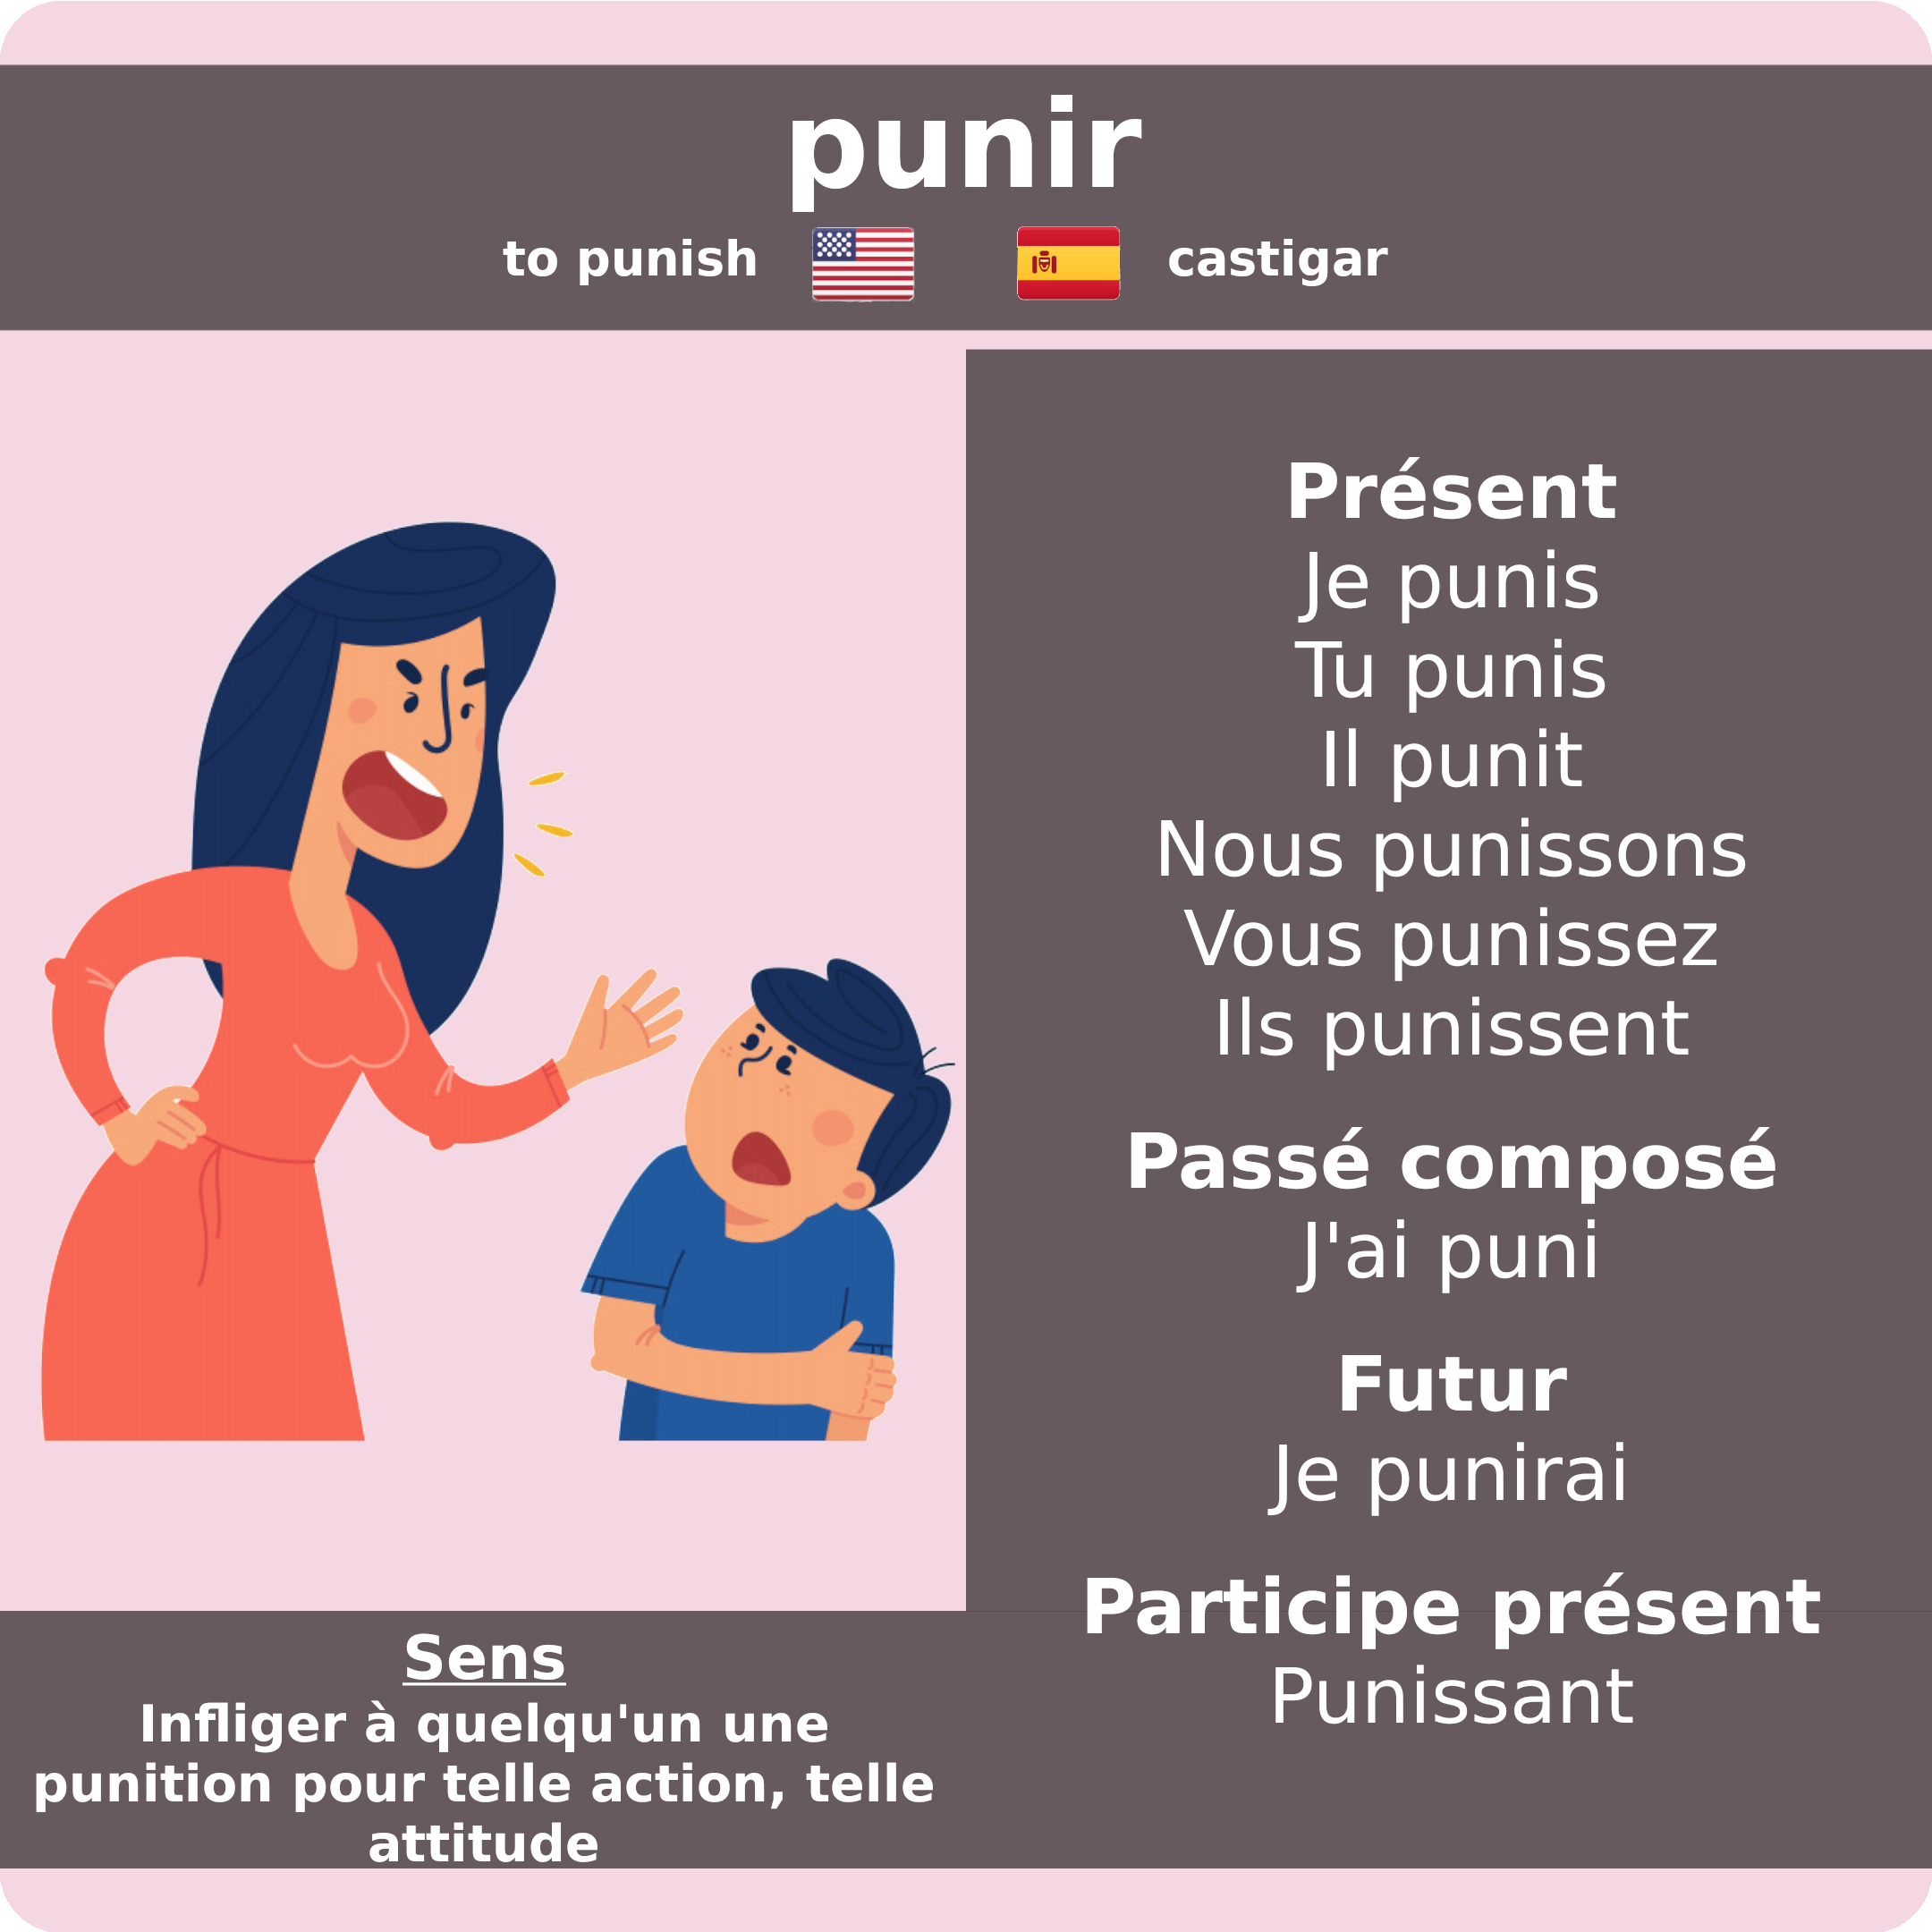 punir
to punish
castigar
Présent
Je punis
Tu punis
Il punit
Nous punissons
Vous punissez
Ils punissent
Passé composé
J'ai puni
Futur
Je punirai
Participe présent
Punissant
Sens
Infliger à quelqu'un une
punition pour telle action, telle
attitude